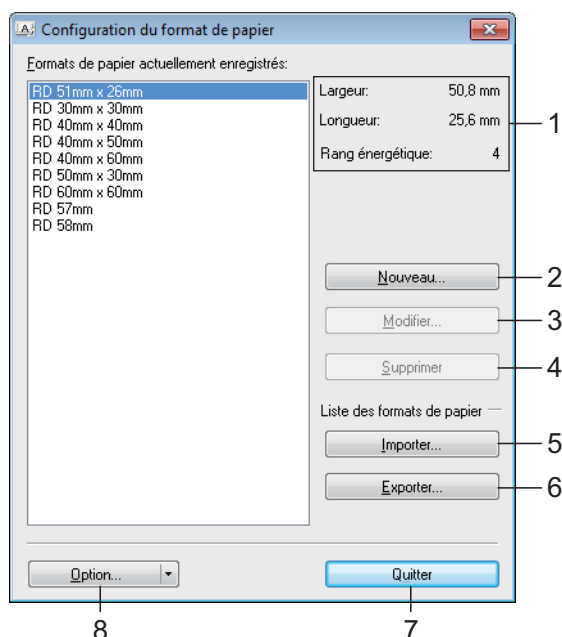 Configuration du format de papier
Formats de papier actuellement enregistrés:
RD 51mm x 26mm
RD 30mm x 30mm
RD 40mm x 40mm
RD 40mm x 50mm
RD 40mm x 60mm
RD 50mm x 30mm
RD 60mm x 60mm
RD 57mm
RD 58mm
Largeur: 50,8 mm
Longueur: 25,6 mm
Rang énergétique: 4
1
Nouveau... 2
Modifier... 3
Supprimer 4
Liste des formats de papier
Importer... 5
Exporter... 6
Option... Quitter
8 7